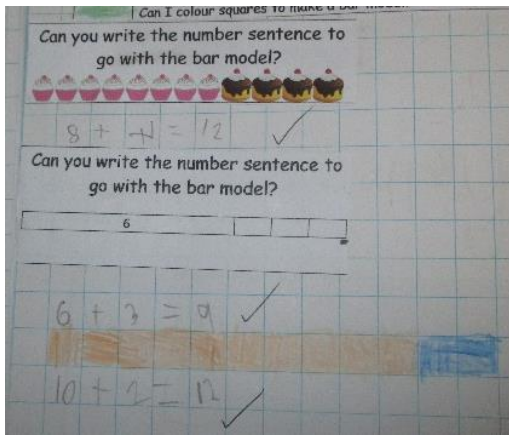 Can I colour squares to make a bar model
Can you write the number sentence to
go with the bar model?
8 + 4 = 12
Can you write the number sentence to
go with the bar model?
6
6 + 3 = 9
10 + 2 = 12